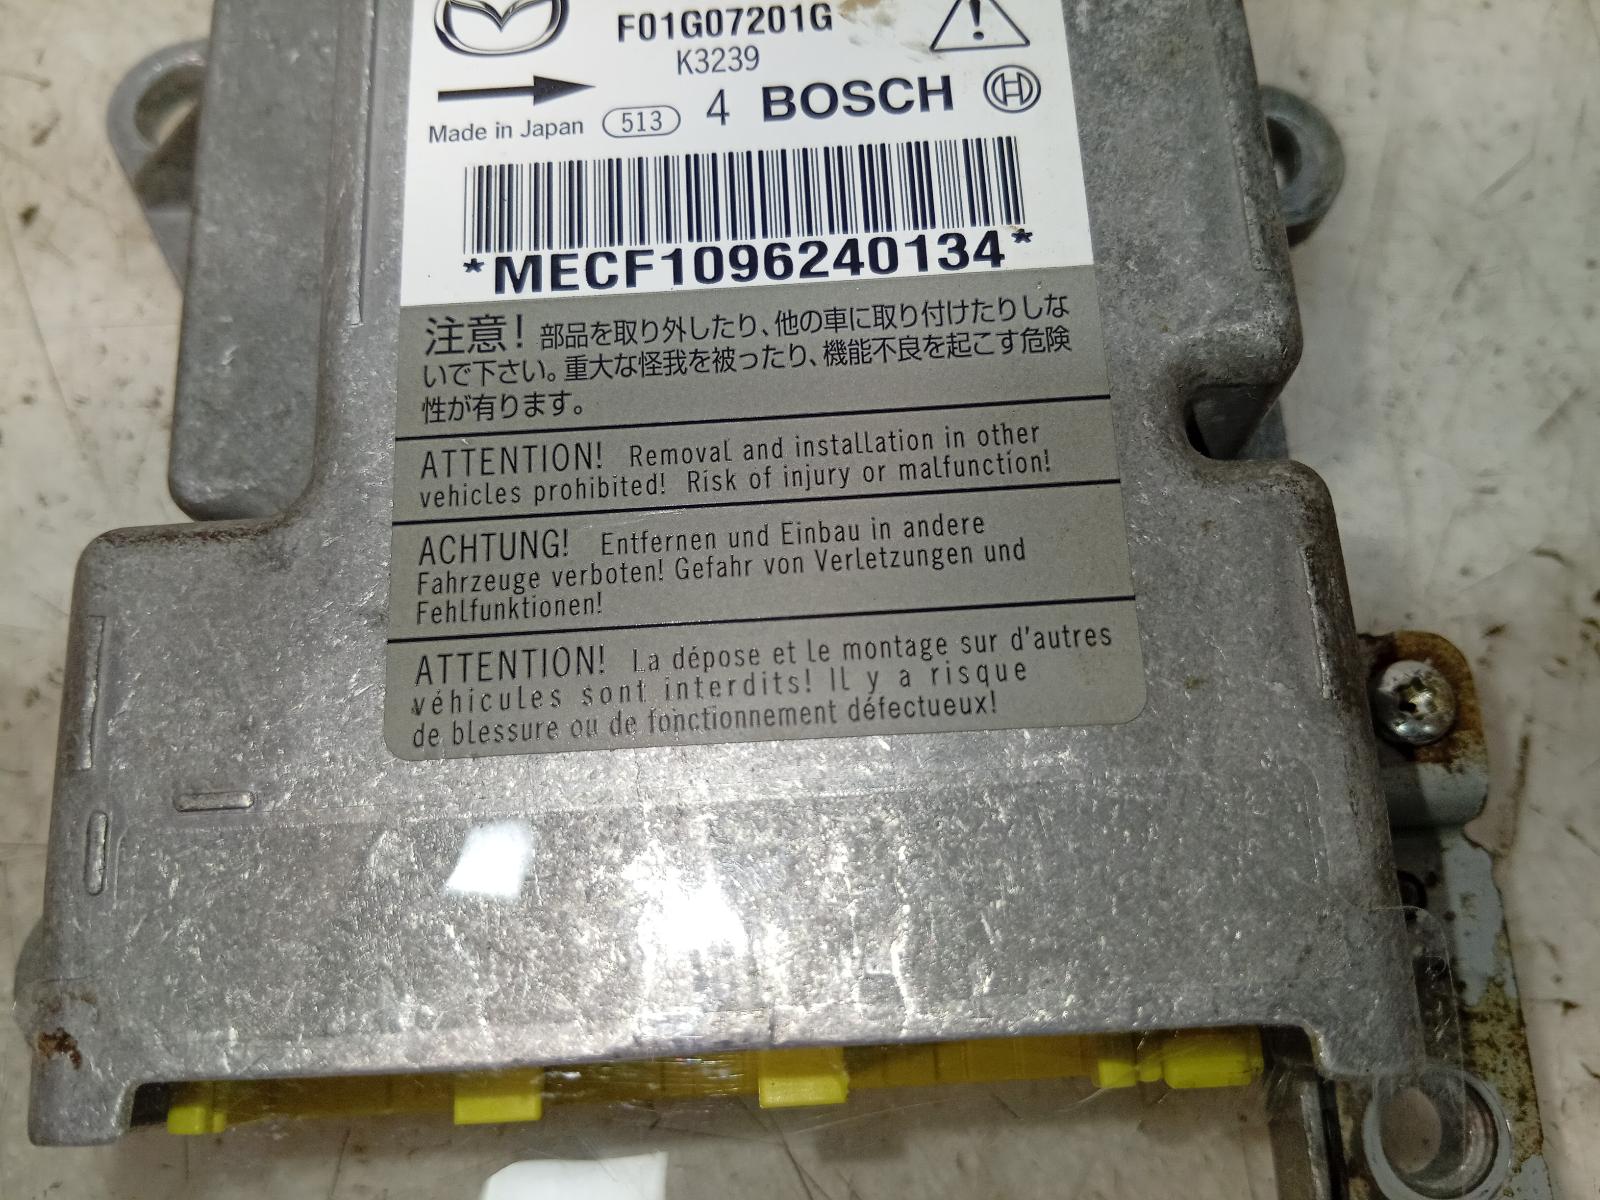 F01G07201G
K3239
Made in Japan 513 4 BOSCH
*MECF1096240134*
注意! 部品を取り外したり、他の車に取り付けたりしな
いで下さい。重大な怪我を被ったり、機能不良を起こす危険
性が有ります。
ATTENTION! Removal and installation in other
vehicles prohibited! Risk of injury or malfunction!
ACHTUNG! Entfernen und Einbau in andere
Fahrzeuge verboten! Gefahr von Verletzungen und
Fehlfunktionen!
ATTENTION! La dépose et le montage sur d'autres
véhicules sont interdits! Il y a risque
de blessure ou de fonctionnement défectueux!